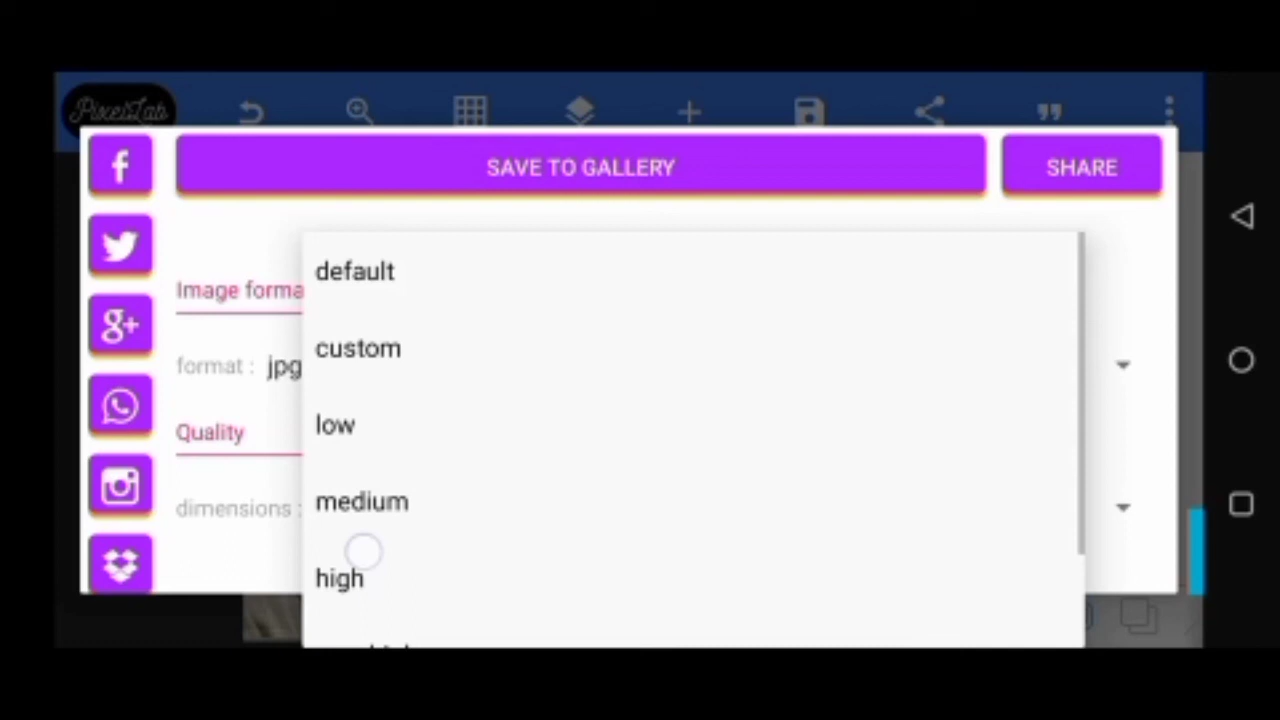 PixelLab
SAVE TO GALLERY
SHARE
default
Image forma
custom
format : jpg
low
Quality
medium
dimensions :
high